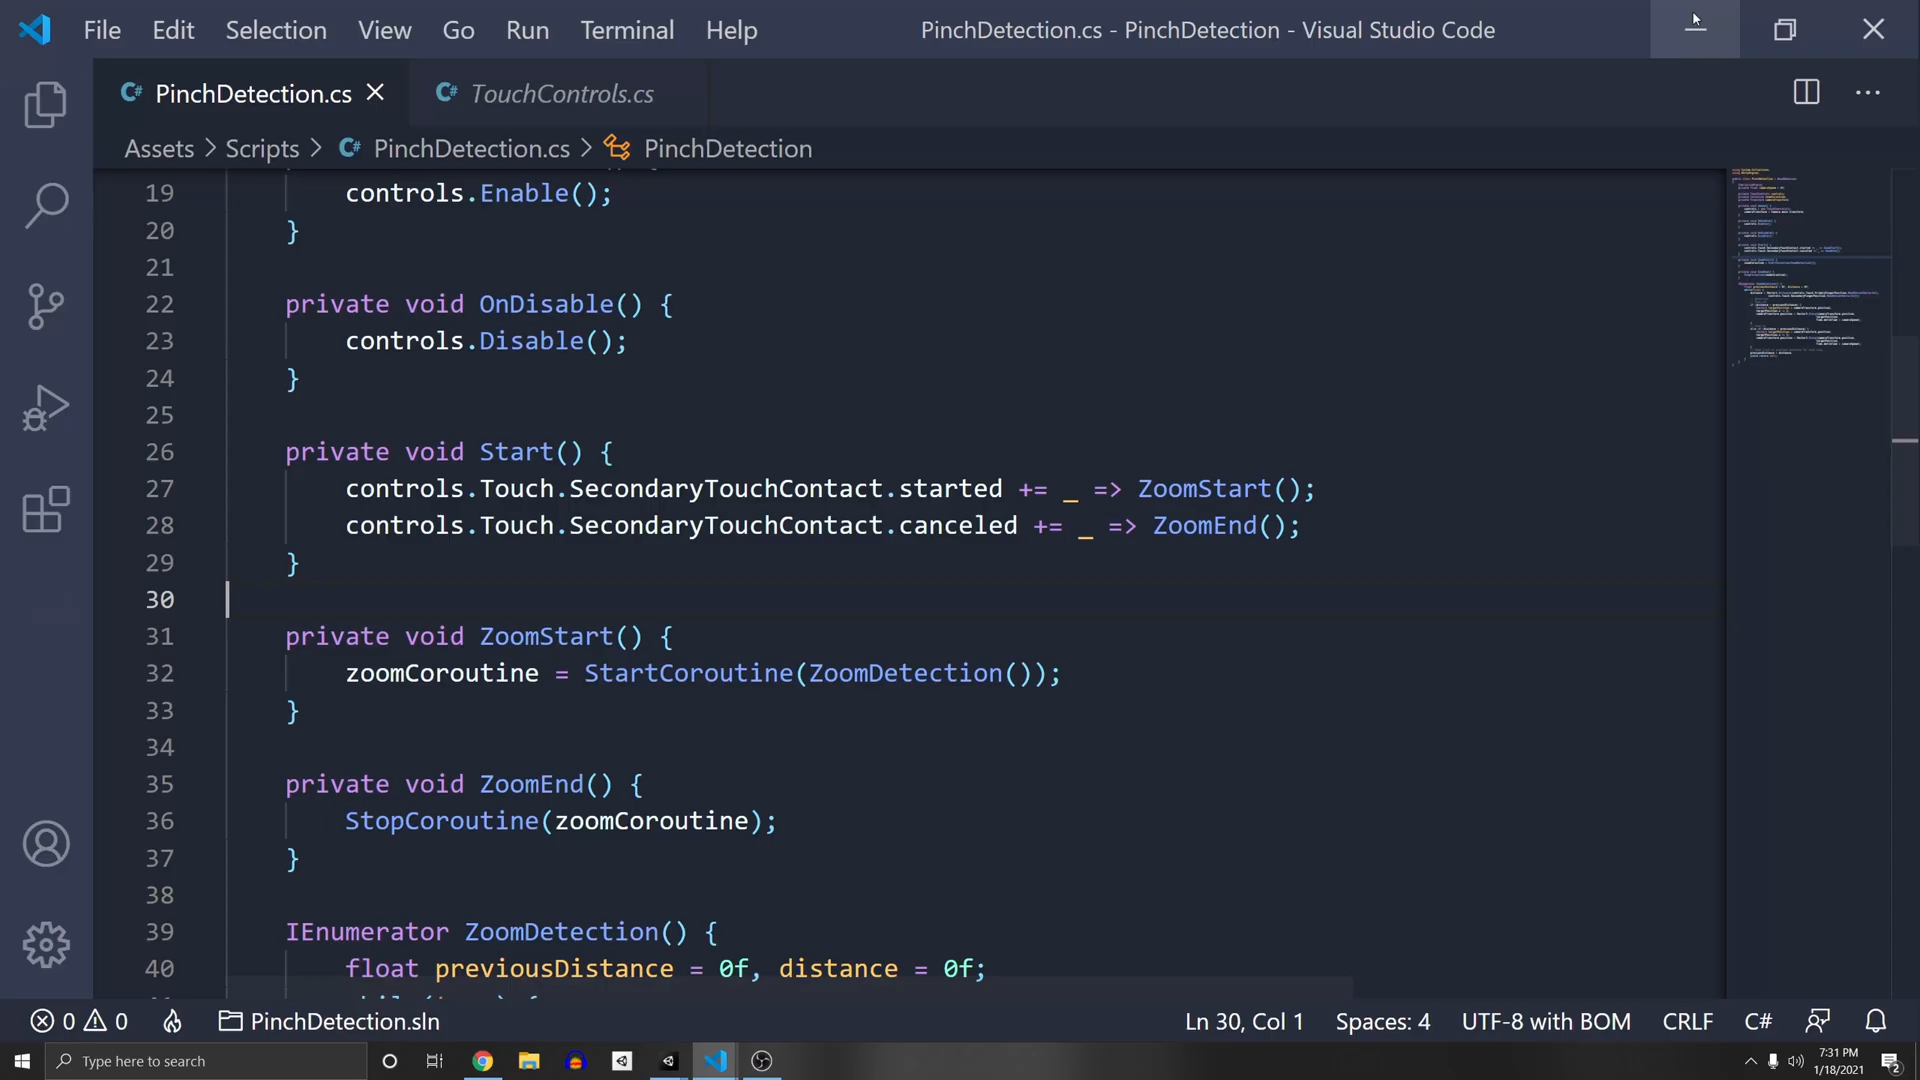 File Edit Selection View Go Run Terminal Help PinchDetection.cs - PinchDetection - Visual Studio Code
C# PinchDetection.cs C# TouchControls.cs
Assets > Scripts > C# PinchDetection.cs > PinchDetection
19 controls.Enable();
20 }
21
22 private void OnDisable() {
23 controls.Disable();
24 }
25
26 private void Start() {
27 controls.Touch.SecondaryTouchContact.started += _ => ZoomStart();
28 controls.Touch.SecondaryTouchContact.canceled += _ => ZoomEnd();
29 }
30
31 private void ZoomStart() {
32 zoomCoroutine = StartCoroutine(ZoomDetection());
33 }
34
35 private void ZoomEnd() {
36 StopCoroutine(zoomCoroutine);
37 }
38
39 IEnumerator ZoomDetection() {
40 float previousDistance = 0f, distance = 0f;
0 0 PinchDetection.sln Ln 30, Col 1 Spaces: 4 UTF-8 with BOM CRLF C#
Type here to search 7:31 PM
1/18/2021 2